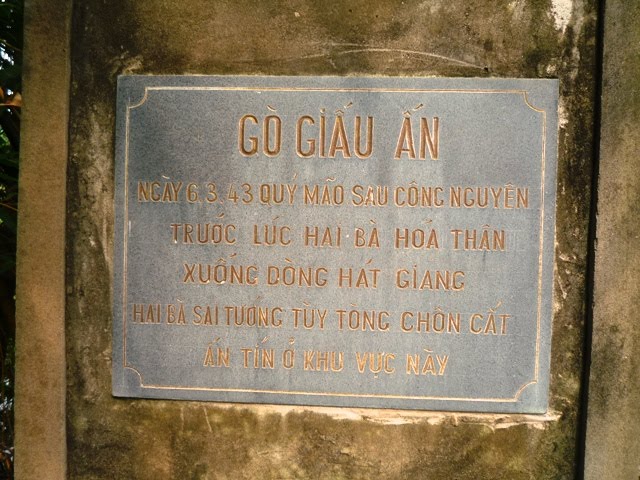 GÒ GIẤU ẤN
NGÀY 6.3.43 QUÝ MÃO SAU CÔNG NGUYÊN
TRƯỚC LÚC HAI BÀ HOÁ THÂN
XUỐNG DÒNG HÁT GIANG
HAI BÀ SAI TƯỚNG TÙY TÒNG CHÔN CẤT
ẤN TÍN Ở KHU VỰC NÀY